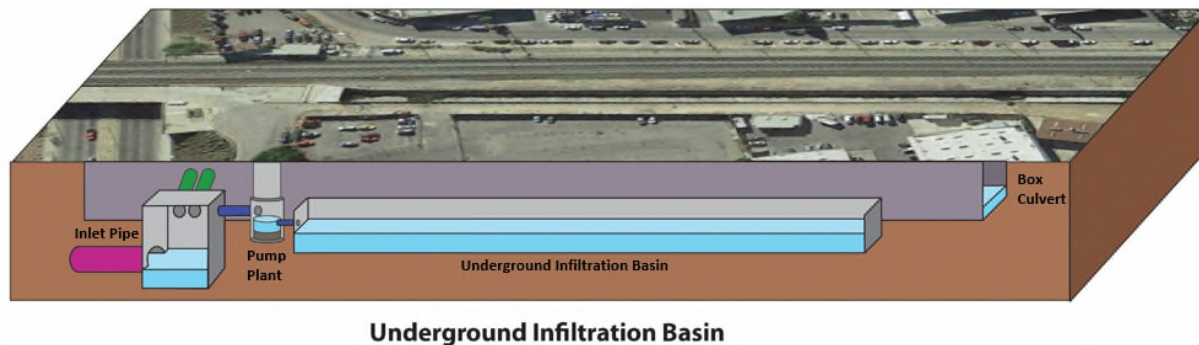 Box
Culvert
Inlet Pipe
Pump
Plant
Underground Infiltration Basin
Underground Infiltration Basin